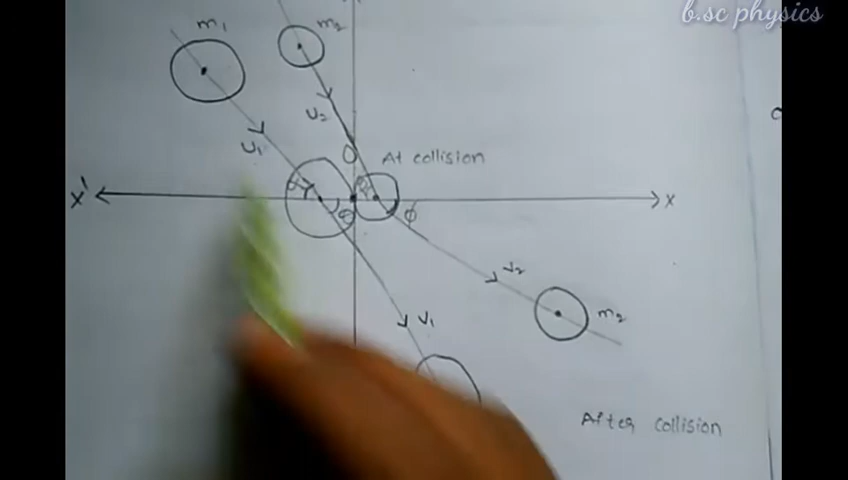 b.sc physics
m₁
m₂
u₂
u₁
O
At collision
X'
X
θ
φ
v₂
m₂
v₁
After collision